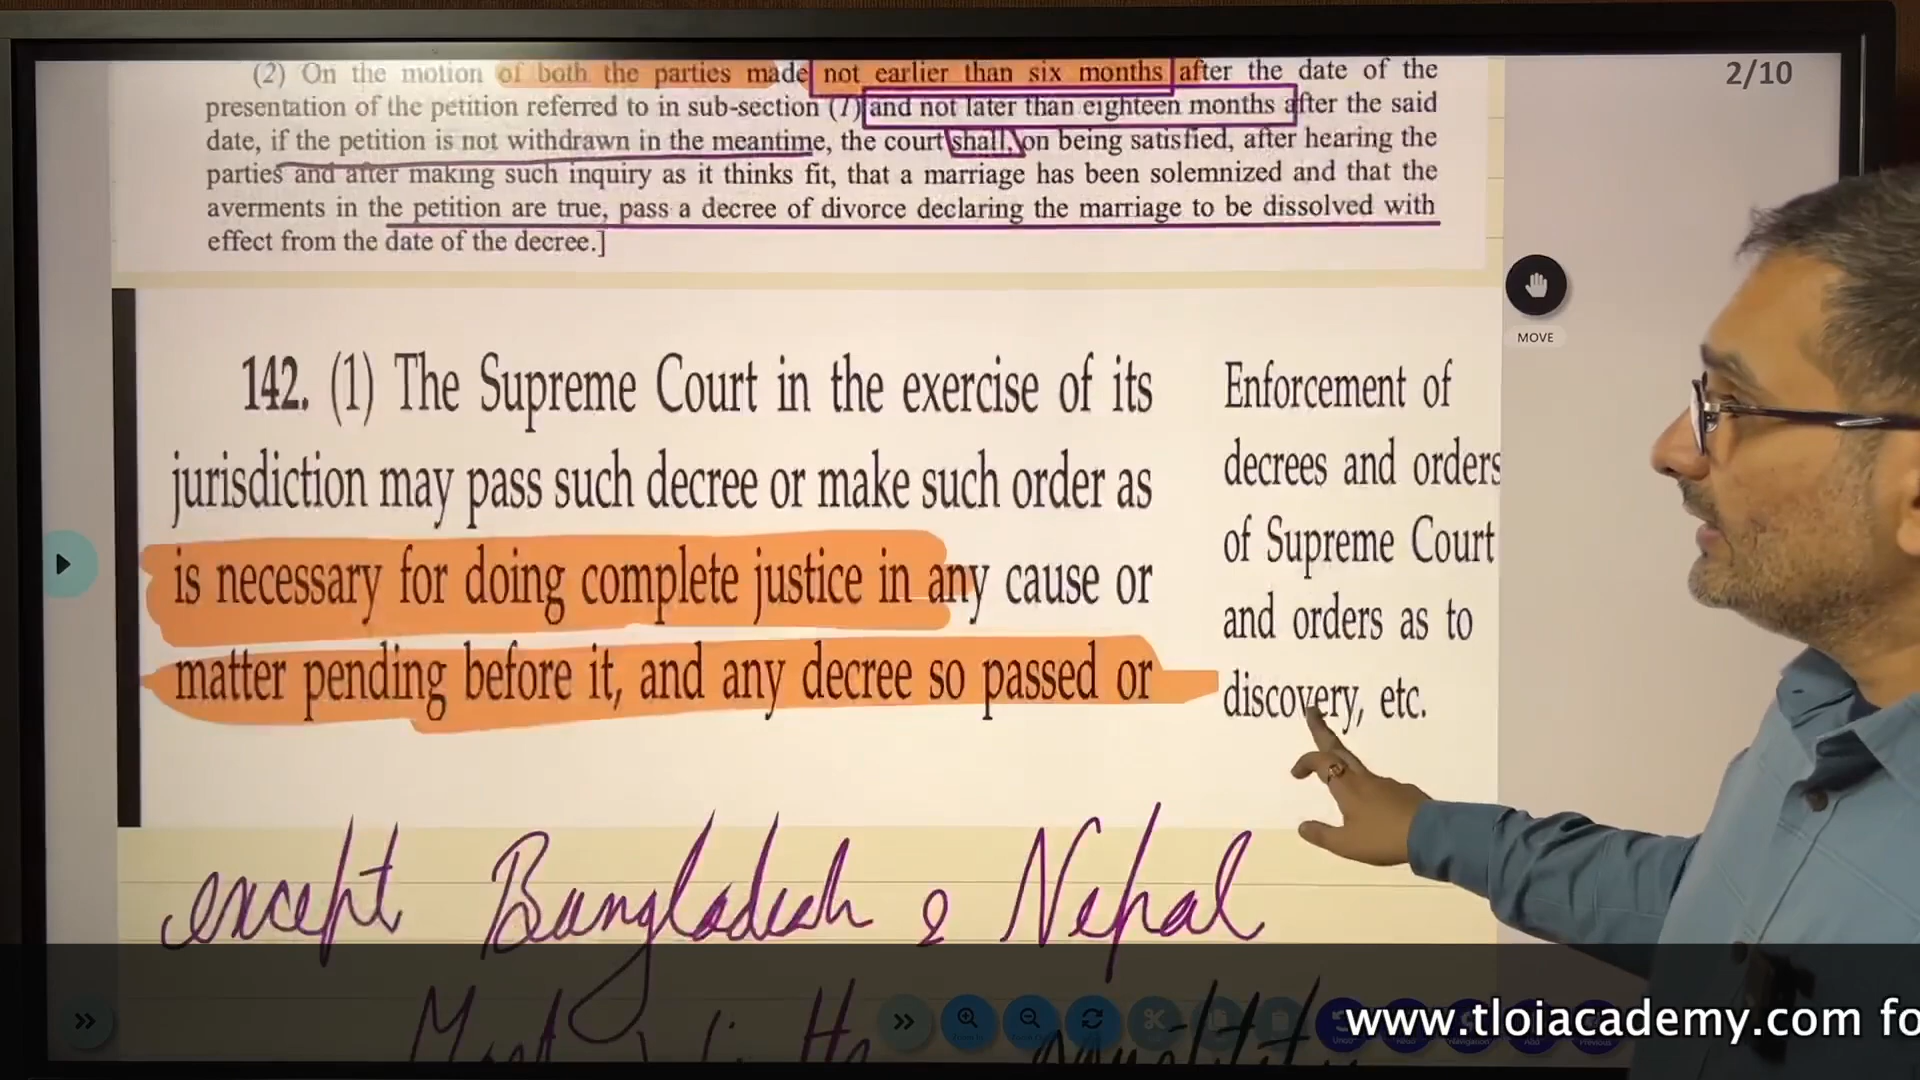 (2) On the motion of both the parties made not earlier than six months after the date of the
2/10
presentation of the petition referred to in sub-section (1) and not later than eighteen months after the said
date, if the petition is not withdrawn in the meantime, the court shall, on being satisfied, after hearing the
parties and after making such inquiry as it thinks fit, that a marriage has been solemnized and that the
averments in the petition are true, pass a decree of divorce declaring the marriage to be dissolved with
effect from the date of the decree.]
MOVE
142. (1) The Supreme Court in the exercise of its
jurisdiction may pass such decree or make such order as
is necessary for doing complete justice in any cause or
matter pending before it, and any decree so passed or
Enforcement of
decrees and orders
of Supreme Court
and orders as to
discovery, etc.
except Bangladesh & Nepal
www.tloiacademy.com fo